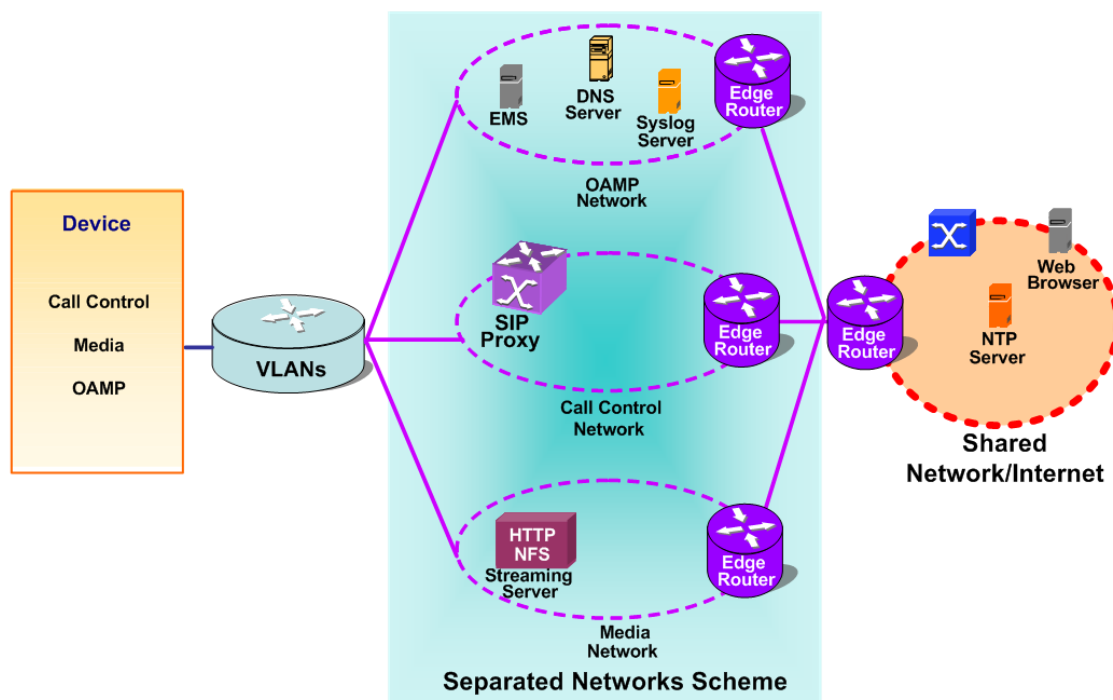 Device
Call Control
Media
OAMP
VLANs
EMS
DNS
Server
Syslog
Server
Edge
Router
OAMP
Network
SIP
Proxy
Edge
Router
Call Control
Network
HTTP
NFS
Streaming
Server
Edge
Router
Media
Network
Separated Networks Scheme
Edge
Router
Web
Browser
NTP
Server
Shared
Network/Internet